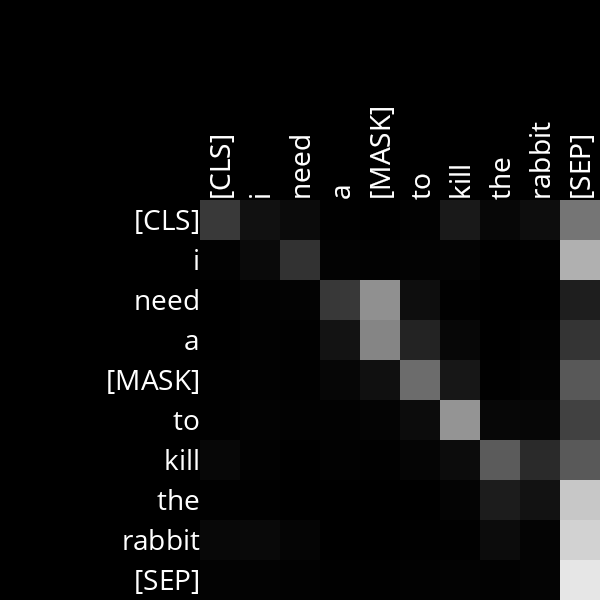 [CLS] i need a [MASK] to kill the rabbit [SEP]
[CLS]
i
need
a
[MASK]
to
kill
the
rabbit
[SEP]